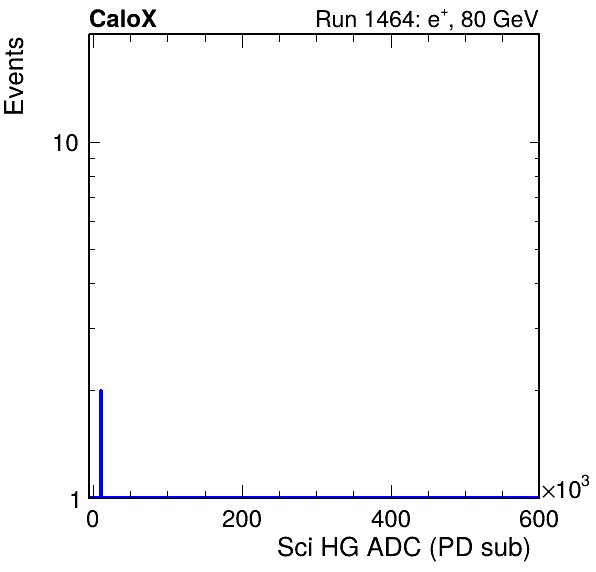 CaloX Run 1464: e⁺, 80 GeV
Events
10
1
×10³
0 200 400 600
Sci HG ADC (PD sub)